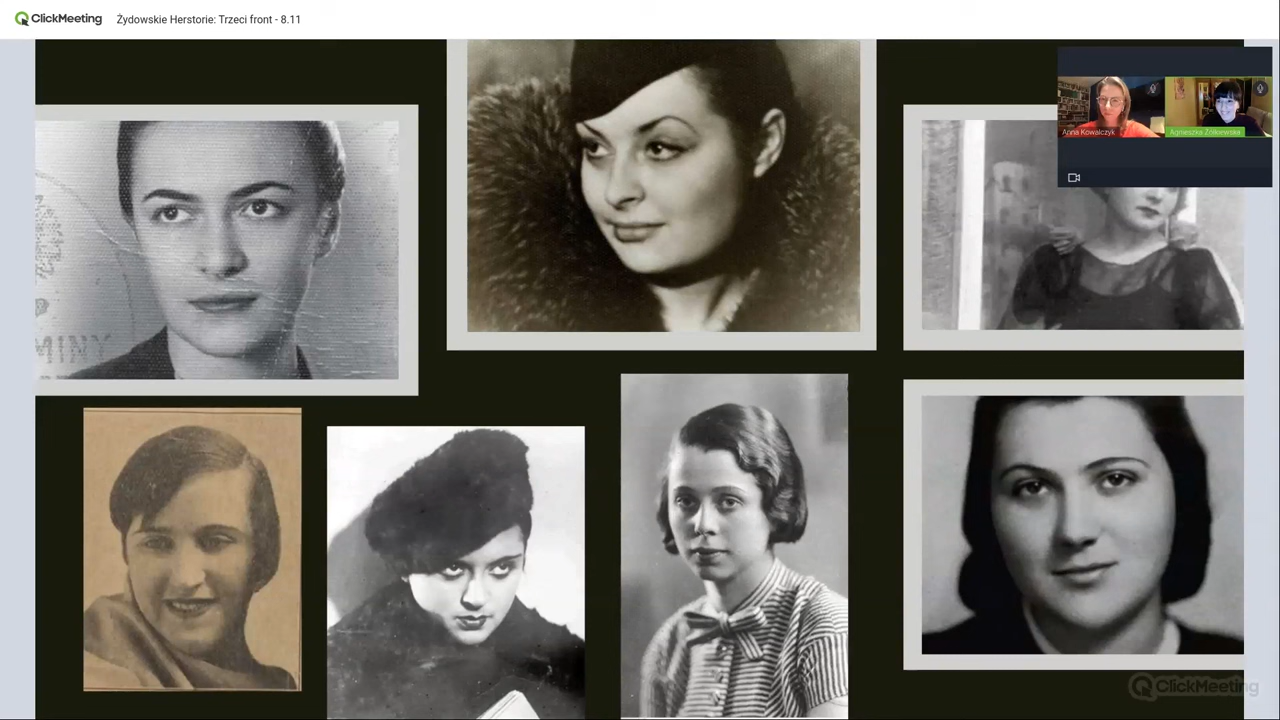 ClickMeeting
Żydowskie Herstorie: Trzeci front - 8.11
Anna Kowalczyk
Agnieszka Żółkiewska
MINY
ClickMeeting